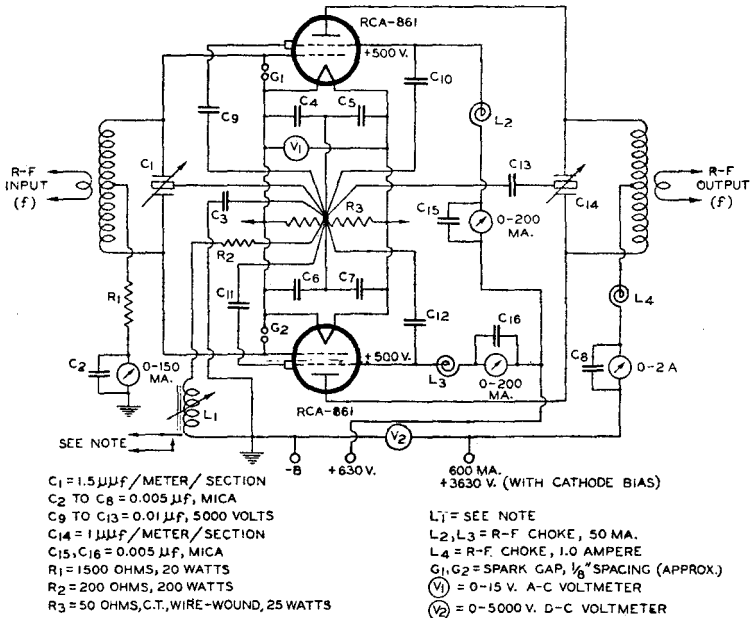 RCA-861
+500 V.
G1
C4
C5
C10
C9
L2
V1
R-F
INPUT
(f)
C1
C13
R-F
OUTPUT
(f)
C3
R3
C15
0-200
MA.
C14
R2
C11
C6
C7
R1
C12
L4
G2
C16
C2
0-150
MA.
+500 V.
L3
0-200
MA.
C8
0-2 A
L1
RCA-861
V2
SEE NOTE
-B
+630 V.
600 MA.
+3630 V. (WITH CATHODE BIAS)
C1 = 1.5 μμf/METER/SECTION
C2 TO C8 = 0.005 μf, MICA
C9 TO C13 = 0.01 μf, 5000 VOLTS
C14 = 1 μμf/METER/SECTION
C15, C16 = 0.005 μf, MICA
R1 = 1500 OHMS, 20 WATTS
R2 = 200 OHMS, 200 WATTS
R3 = 50 OHMS, C.T., WIRE-WOUND, 25 WATTS
L1 = SEE NOTE
L2, L3 = R-F CHOKE, 50 MA.
L4 = R-F CHOKE, 1.0 AMPERE
G1, G2 = SPARK GAP, 1/8" SPACING (APPROX.)
V1 = 0-15 V. A-C VOLTMETER
V2 = 0-5000 V. D-C VOLTMETER